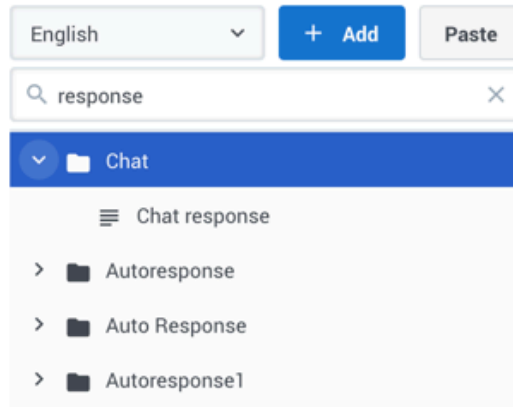 English + Add Paste
response
Chat
Chat response
Autoresponse
Auto Response
Autoresponse1